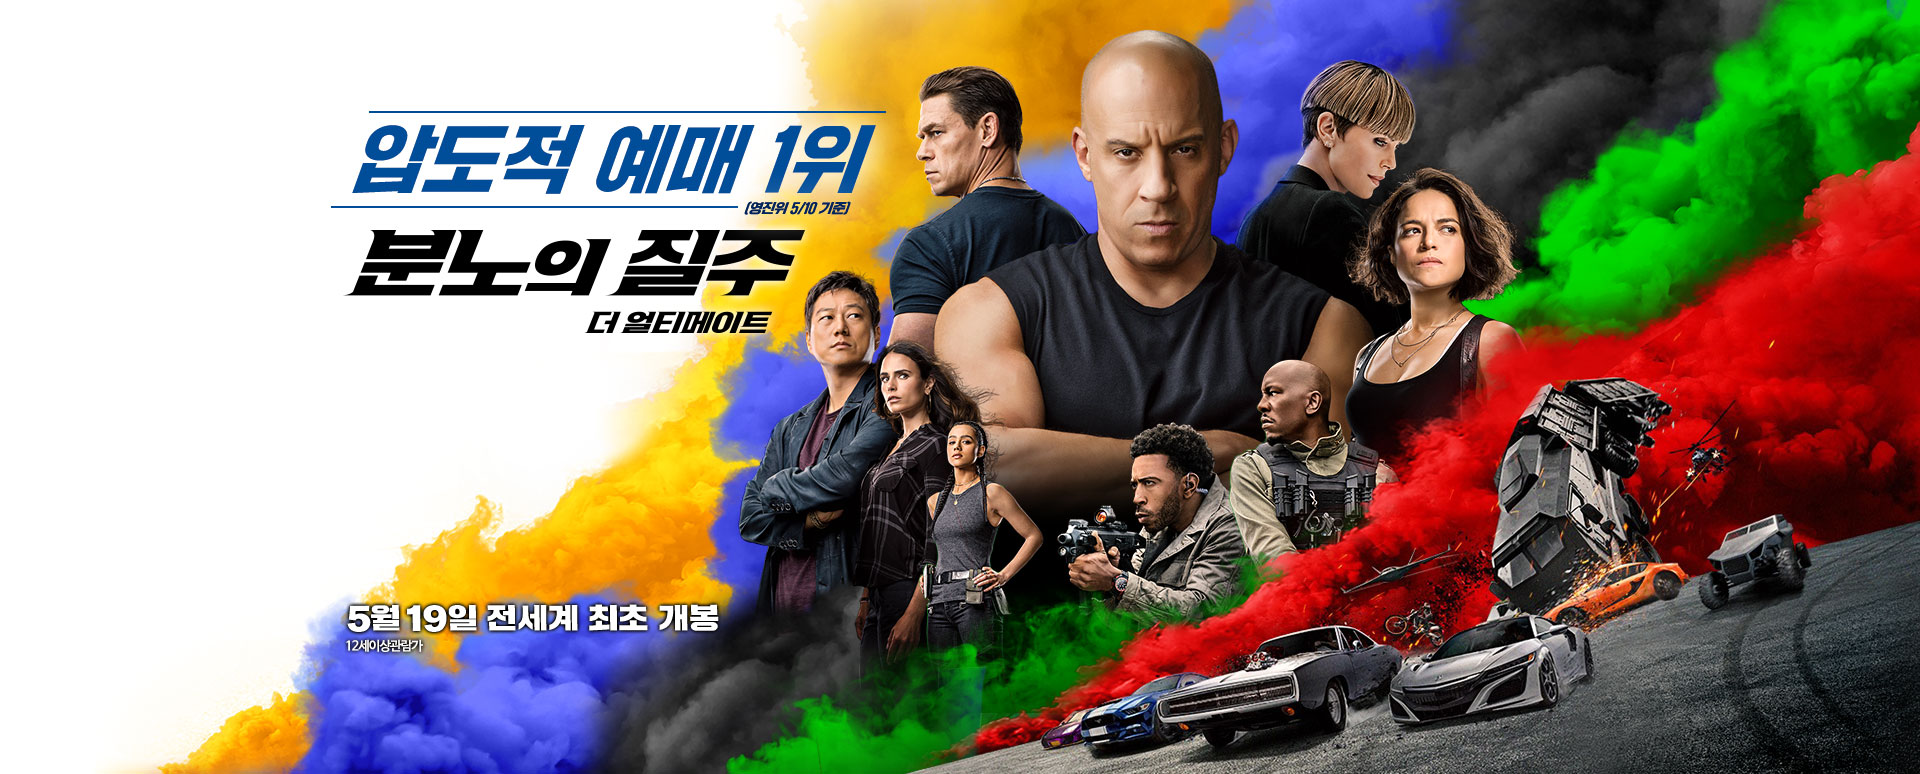 압도적 예매 1위
(영진위 5/10 기준)
분노의 질주
더 얼티메이트
5월 19일 전세계 최초 개봉
12세이상관람가